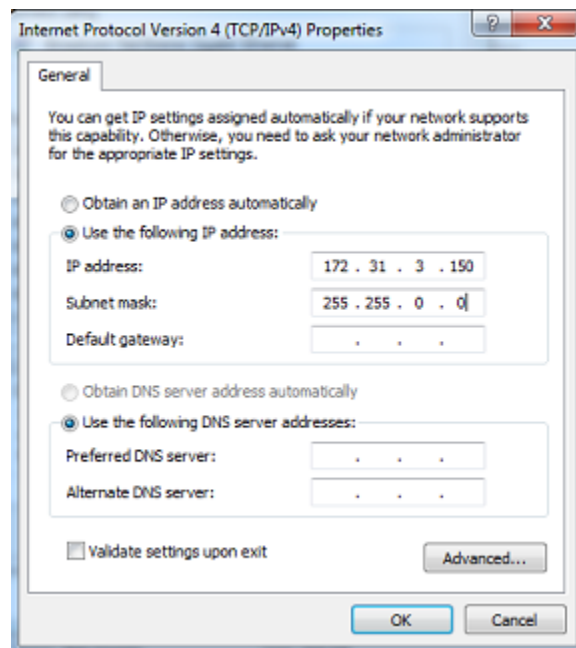 Internet Protocol Version 4 (TCP/IPv4) Properties
General
You can get IP settings assigned automatically if your network supports
this capability. Otherwise, you need to ask your network administrator
for the appropriate IP settings.
Obtain an IP address automatically
Use the following IP address:
IP address: 172 . 31 . 3 . 150
Subnet mask: 255 . 255 . 0 . 0
Default gateway: . . .
Obtain DNS server address automatically
Use the following DNS server addresses:
Preferred DNS server: . . .
Alternate DNS server: . . .
Validate settings upon exit
Advanced...
OK Cancel